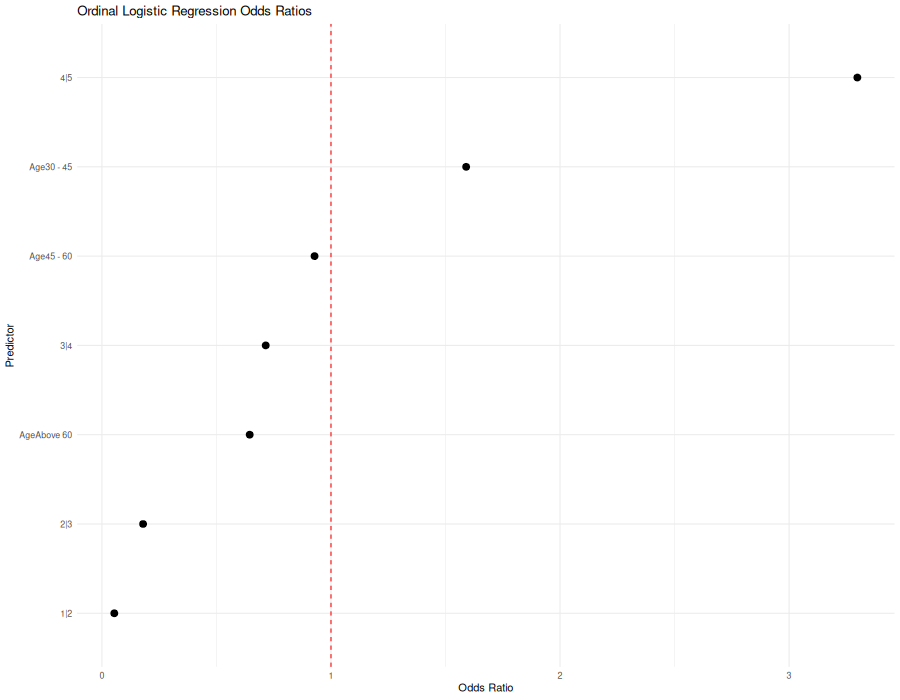 Ordinal Logistic Regression Odds Ratios
4|5
Age30 - 45
Age45 - 60
3|4
AgeAbove 60
2|3
1|2
Predictor
0 1 2 3
Odds Ratio